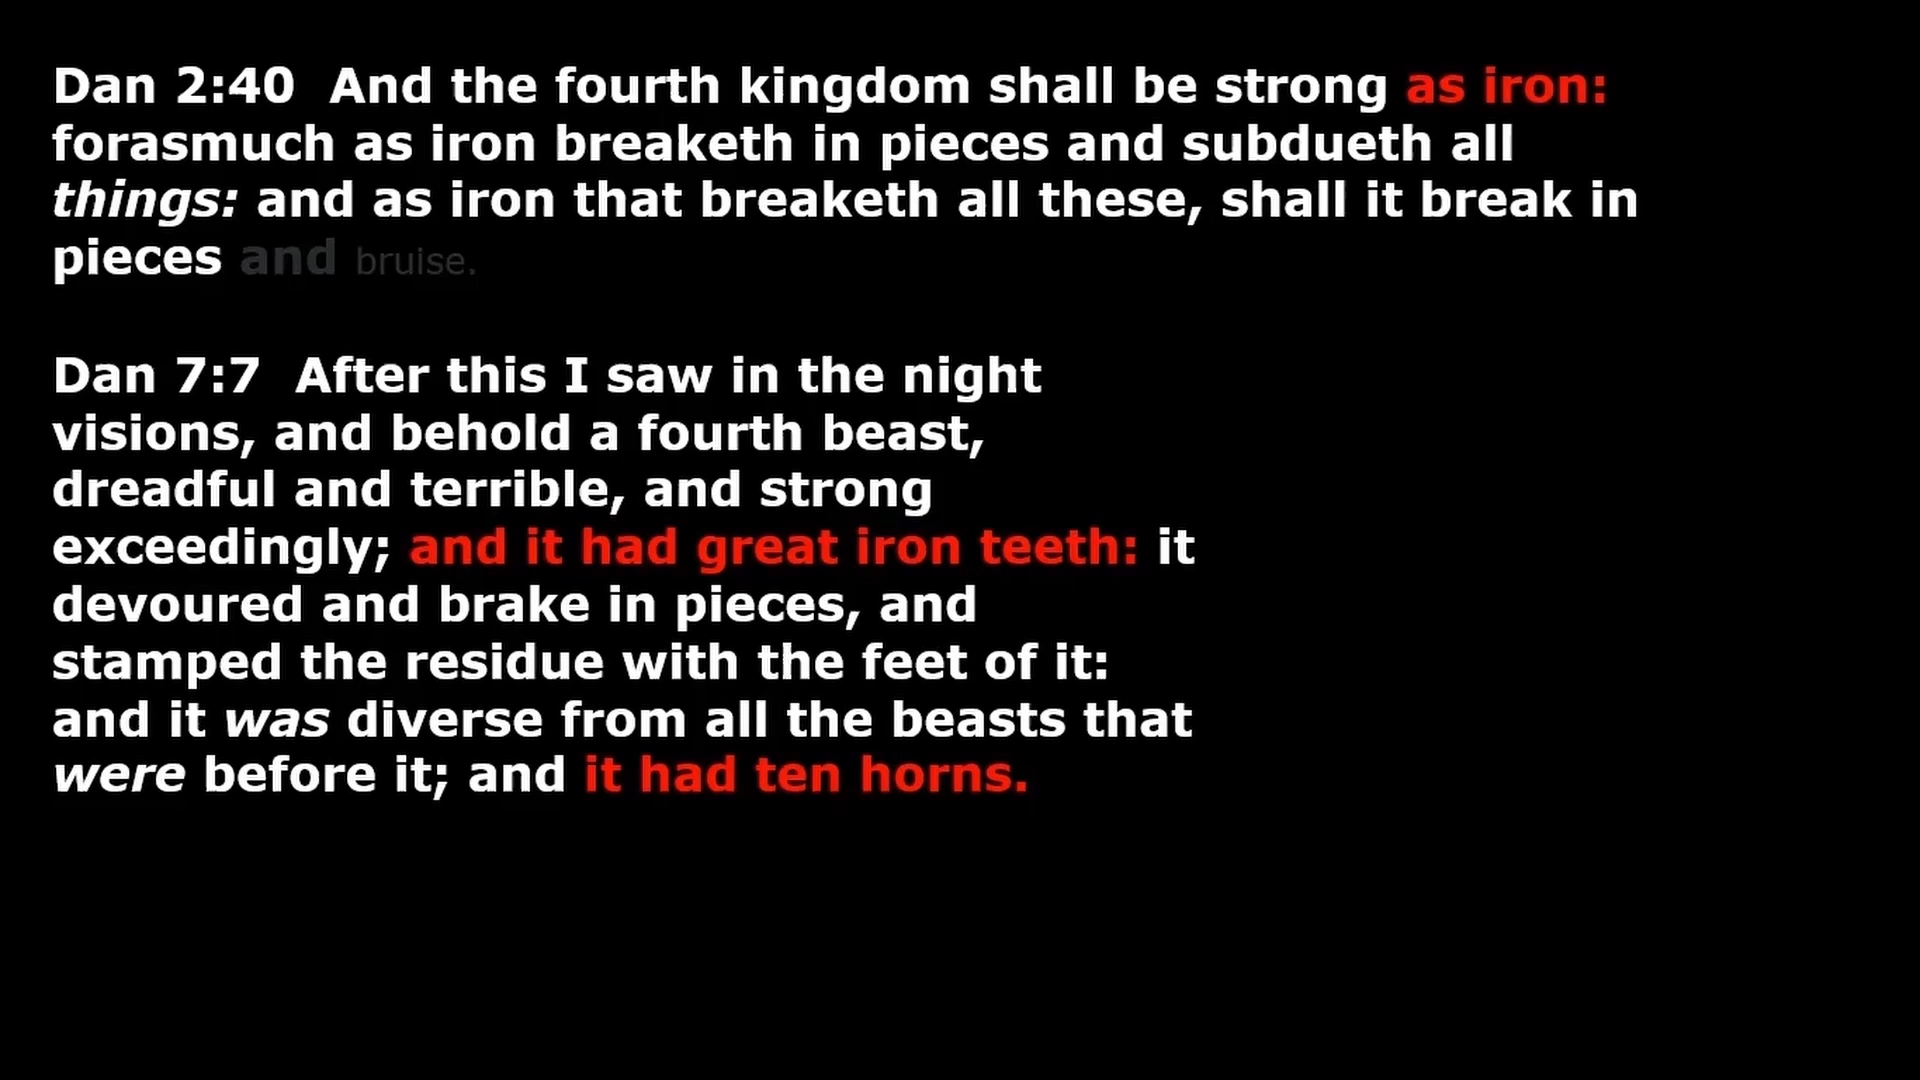 Dan 2:40  And the fourth kingdom shall be strong as iron:
forasmuch as iron breaketh in pieces and subdueth all
things: and as iron that breaketh all these, shall it break in
pieces and bruise.
Dan 7:7  After this I saw in the night
visions, and behold a fourth beast,
dreadful and terrible, and strong
exceedingly; and it had great iron teeth: it
devoured and brake in pieces, and
stamped the residue with the feet of it:
and it was diverse from all the beasts that
were before it; and it had ten horns.